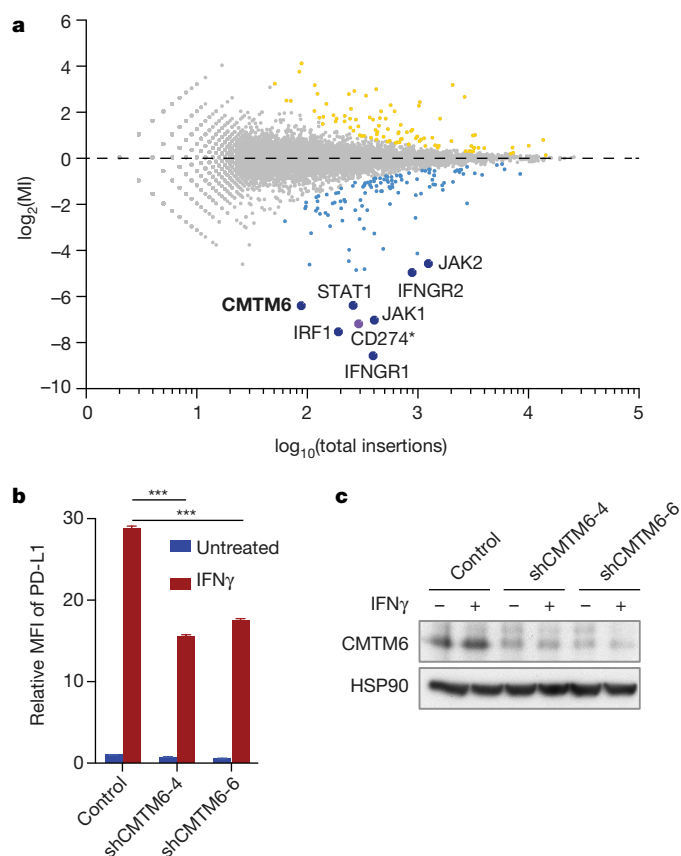 a
6
4
2
0
−2
−4
−6
−8
−10
log2(MI)
JAK2
IFNGR2
STAT1
CMTM6
JAK1
IRF1
CD274*
IFNGR1
0 1 2 3 4 5
log10(total insertions)
b
***
***
30
20
10
0
Relative MFI of PD-L1
Untreated
IFNγ
Control
shCMTM6-4
shCMTM6-6
c
Control
shCMTM6-4
shCMTM6-6
IFNγ − + − + − +
CMTM6
HSP90